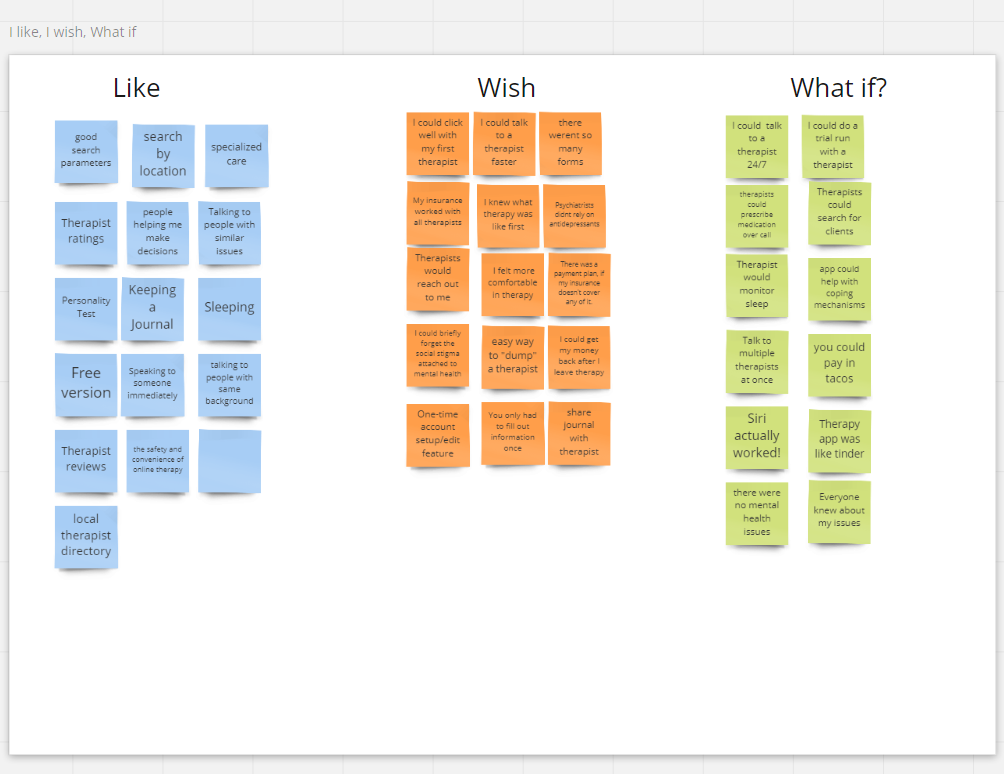 I like, I wish, What if
Like
good
search
parameters
search
by
location
specialized
care
Therapist
ratings
people
helping me
make
decisions
Talking to
people with
similar
issues
Personality
Test
Keeping
a
Journal
Sleeping
Free
version
Speaking to
someone
immediately
talking to
people with
same
background
Therapist
reviews
the safety and
convenience of
online therapy
local
therapist
directory
Wish
I could click
well with
my first
therapist
I could talk
to a
therapist
faster
there
werent so
many
forms
My insurance
worked with
all therapists
I knew what
therapy was
like first
Psychiatrists
didnt rely on
antidepressants
Therapists
would
reach out
to me
I felt more
comfortable
in therapy
There was a
payment plan, if
my insurance
doesn't cover
any of it.
I could briefly
forget the
social stigma
attached to
mental health
easy way
to "dump"
a therapist
I could get
my money
back after I
leave therapy
One-time
account
setup/edit
feature
You only had
to fill out
information
once
share
journal
with
therapist
What if?
I could talk
to a
therapist
24/7
I could do a
trial run
with a
therapist
therapists
could
prescribe
medication
over call
Therapists
could
search for
clients
Therapist
would
monitor
sleep
app could
help with
coping
mechanisms
Talk to
multiple
therapists
at once
you could
pay in
tacos
Siri
actually
worked!
Therapy
app was
like tinder
there were
no mental
health
issues
Everyone
knew about
my issues